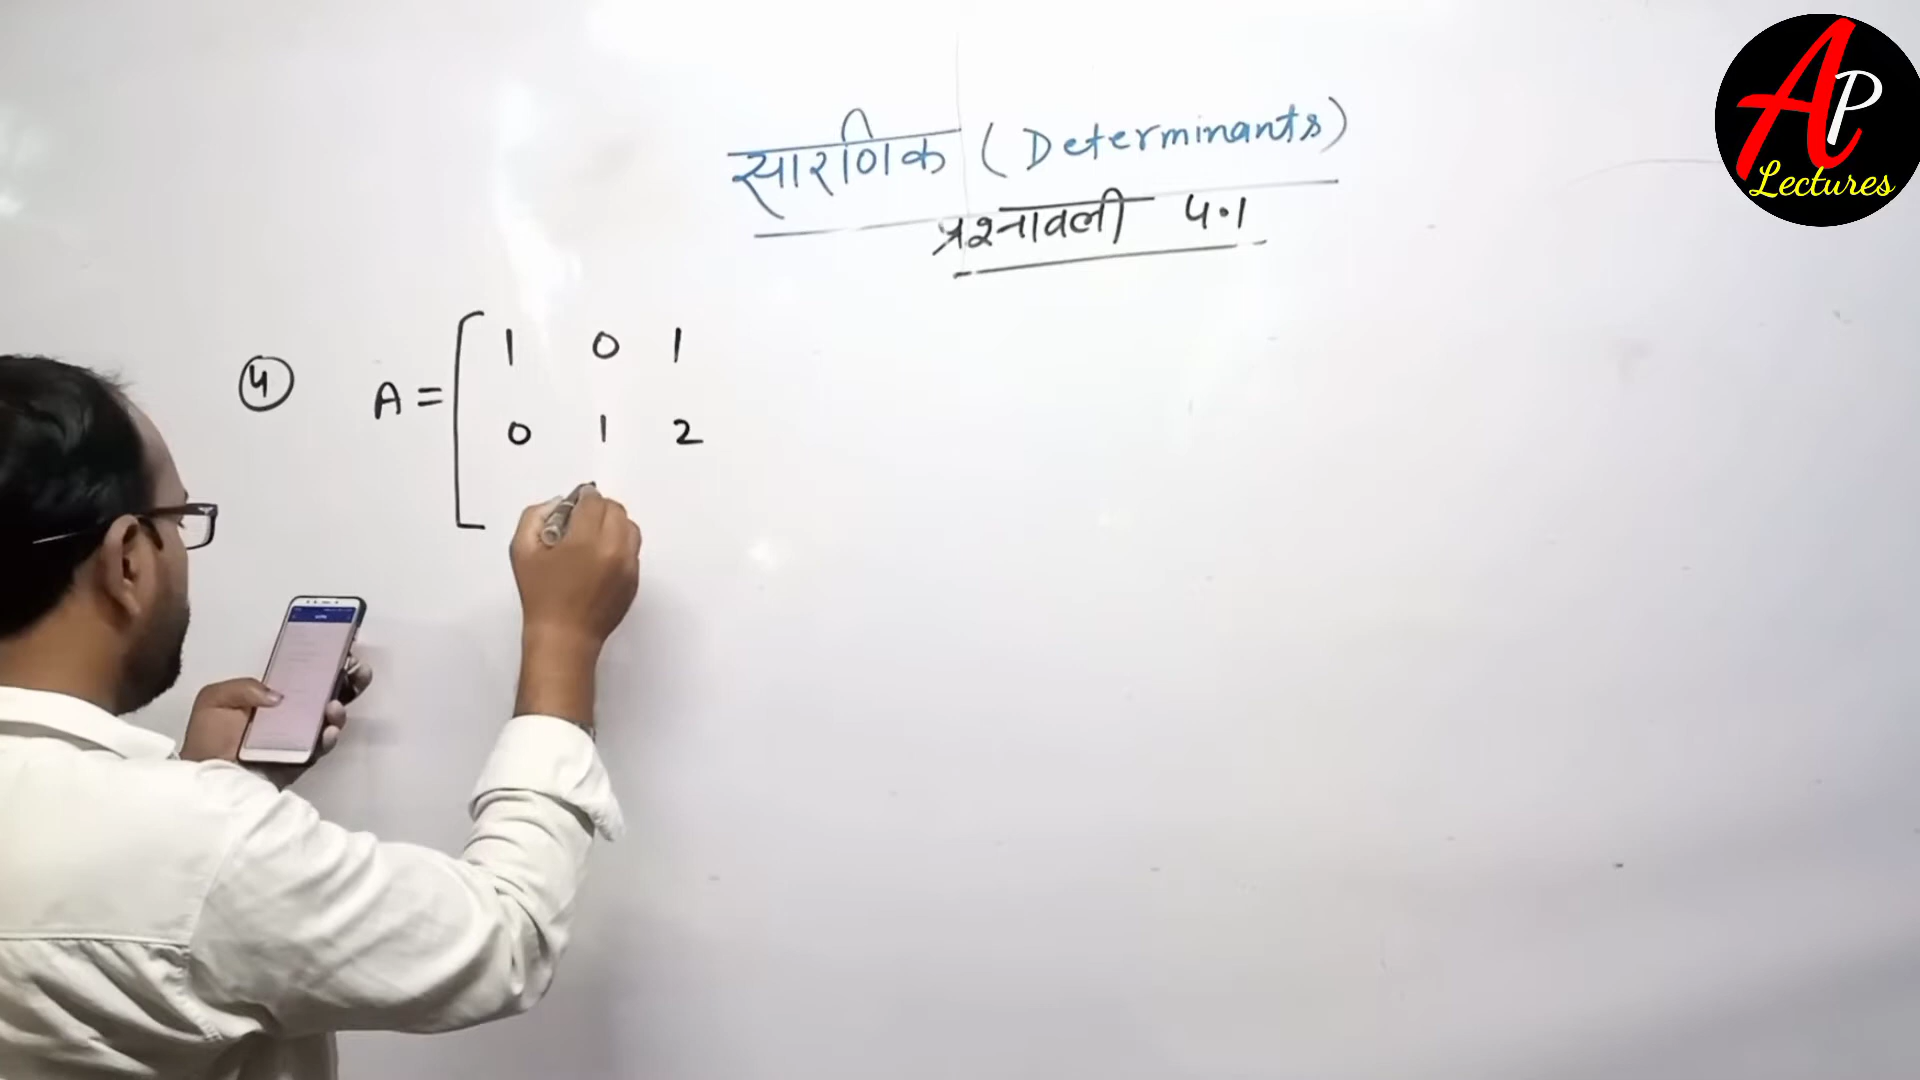 सारणिक (Determinants)
प्रश्नावली 4.1
④ A = [ 1 0 1
0 1 2
AP
Lectures